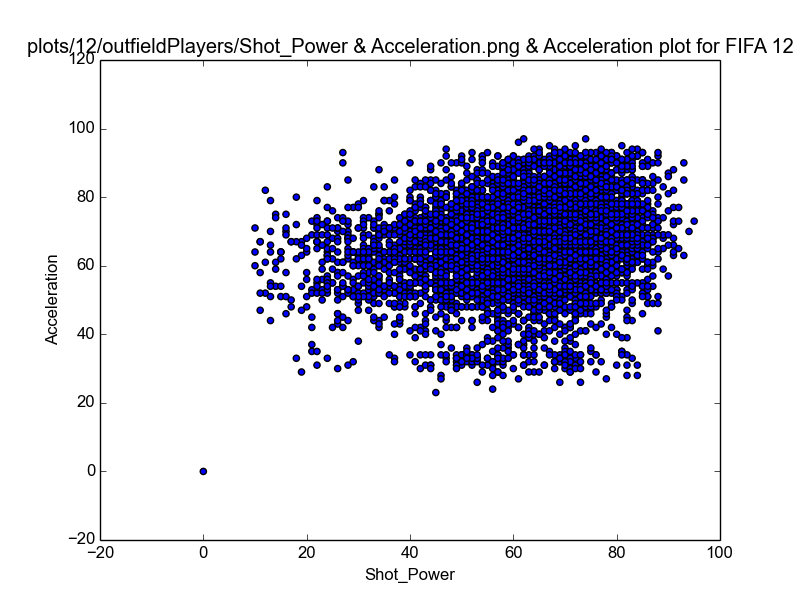 plots/12/outfieldPlayers/Shot_Power & Acceleration.png & Acceleration plot for FIFA 12
120
100
80
60
40
20
0
−20
−20 0 20 40 60 80 100
Acceleration
Shot_Power